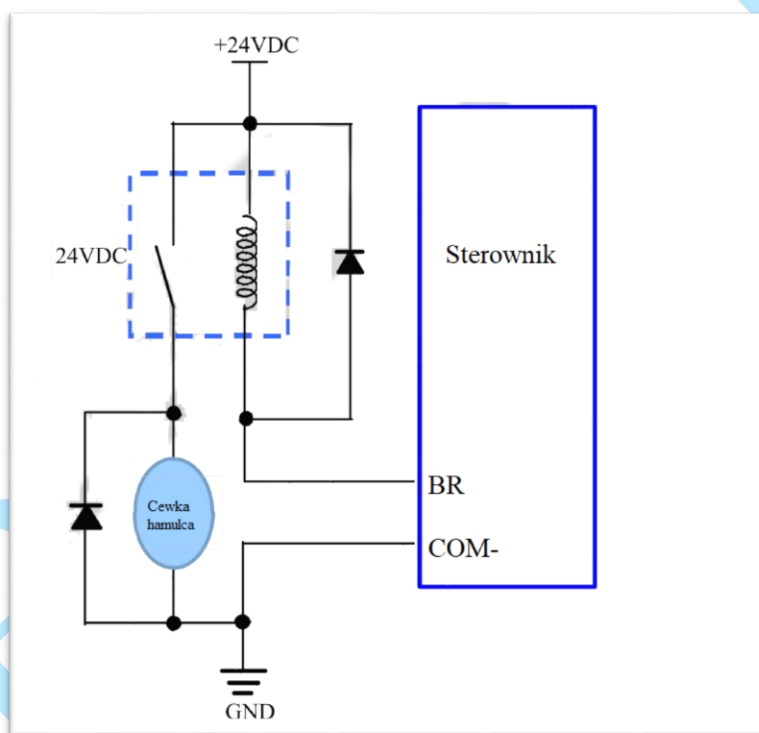 +24VDC
24VDC
Sterownik
Cewka
hamulca
BR
COM-
GND